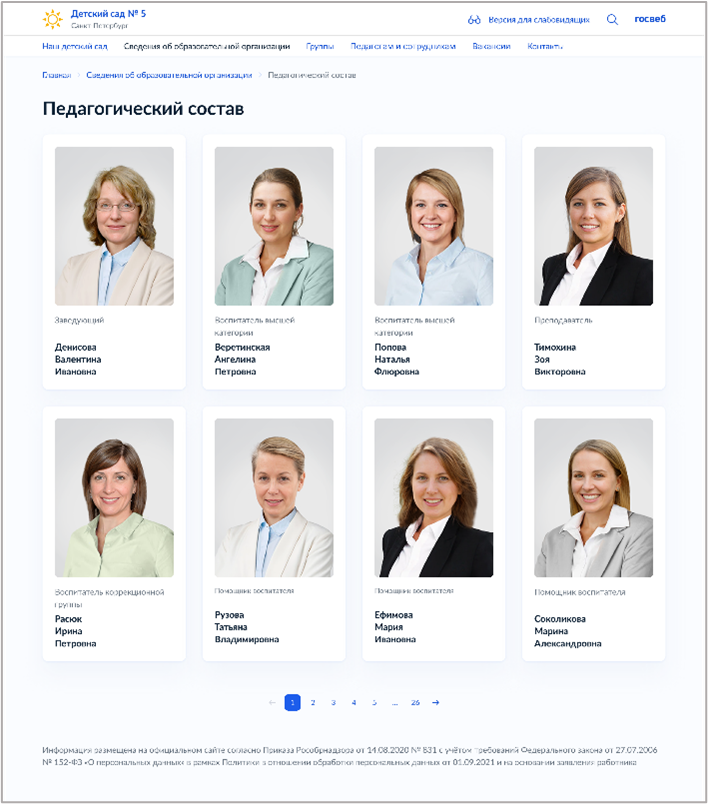 Детский сад № 5
Санкт-Петербург
Версия для слабовидящих
госвеб
Наш детский сад
Сведения об образовательной организации
Группы
Педагогам и сотрудникам
Вакансии
Контакты
Главная
Сведения об образовательной организации
Педагогический состав
Педагогический состав
Заведующий
Денисова
Валентина
Ивановна
Воспитатель высшей
категории
Веретинская
Ангелина
Петровна
Воспитатель высшей
категории
Попова
Наталья
Флюровна
Преподаватель
Тимохина
Зоя
Викторовна
Воспитатель коррекционной
группы
Расюк
Ирина
Петровна
Помощник воспитателя
Рузова
Татьяна
Владимировна
Помощник воспитателя
Ефимова
Мария
Ивановна
Помощник воспитателя
Соколикова
Марина
Александровна
← 1 2 3 4 5 ... 26 →
Информация размещена на официальном сайте согласно Приказа Рособрнадзора от 14.08.2020 № 831 с учётом требований Федерального закона от 27.07.2006
№ 152-ФЗ «О персональных данных» в рамках Политики в отношении обработки персональных данных от 01.09.2021 и на основании заявления работника